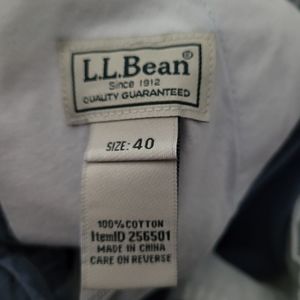 L.L.Bean®
Since 1912
QUALITY GUARANTEED
SIZE: 40
100% COTTON
ItemID 256501
MADE IN CHINA
CARE ON REVERSE